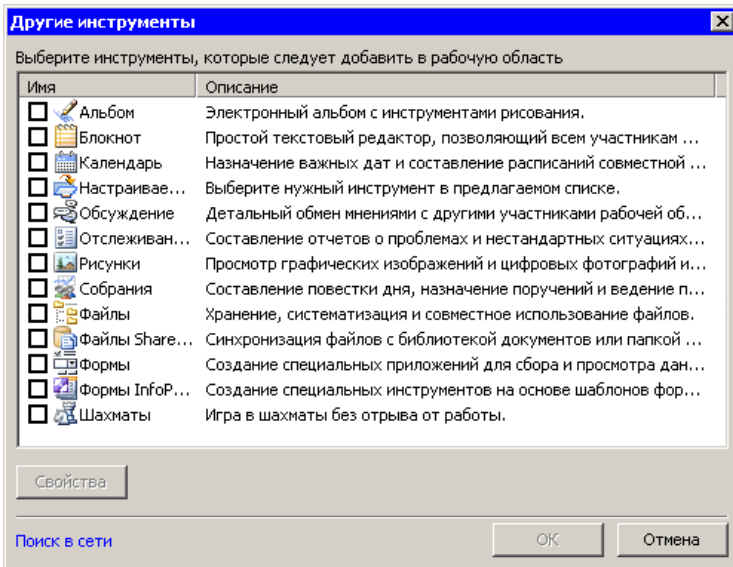 Другие инструменты
Выберите инструменты, которые следует добавить в рабочую область
Имя Описание
Альбом Электронный альбом с инструментами рисования.
Блокнот Простой текстовый редактор, позволяющий всем участникам ...
Календарь Назначение важных дат и составление расписаний совместной ...
Настраивае... Выберите нужный инструмент в предлагаемом списке.
Обсуждение Детальный обмен мнениями с другими участниками рабочей об...
Отслеживан... Составление отчетов о проблемах и нестандартных ситуациях...
Рисунки Просмотр графических изображений и цифровых фотографий и...
Собрания Составление повестки дня, назначение поручений и ведение п...
Файлы Хранение, систематизация и совместное использование файлов.
Файлы Share... Синхронизация файлов с библиотекой документов или папкой ...
Формы Создание специальных приложений для сбора и просмотра дан...
Формы InfoP... Создание специальных инструментов на основе шаблонов фор...
Шахматы Игра в шахматы без отрыва от работы.
Свойства
Поиск в сети OK Отмена